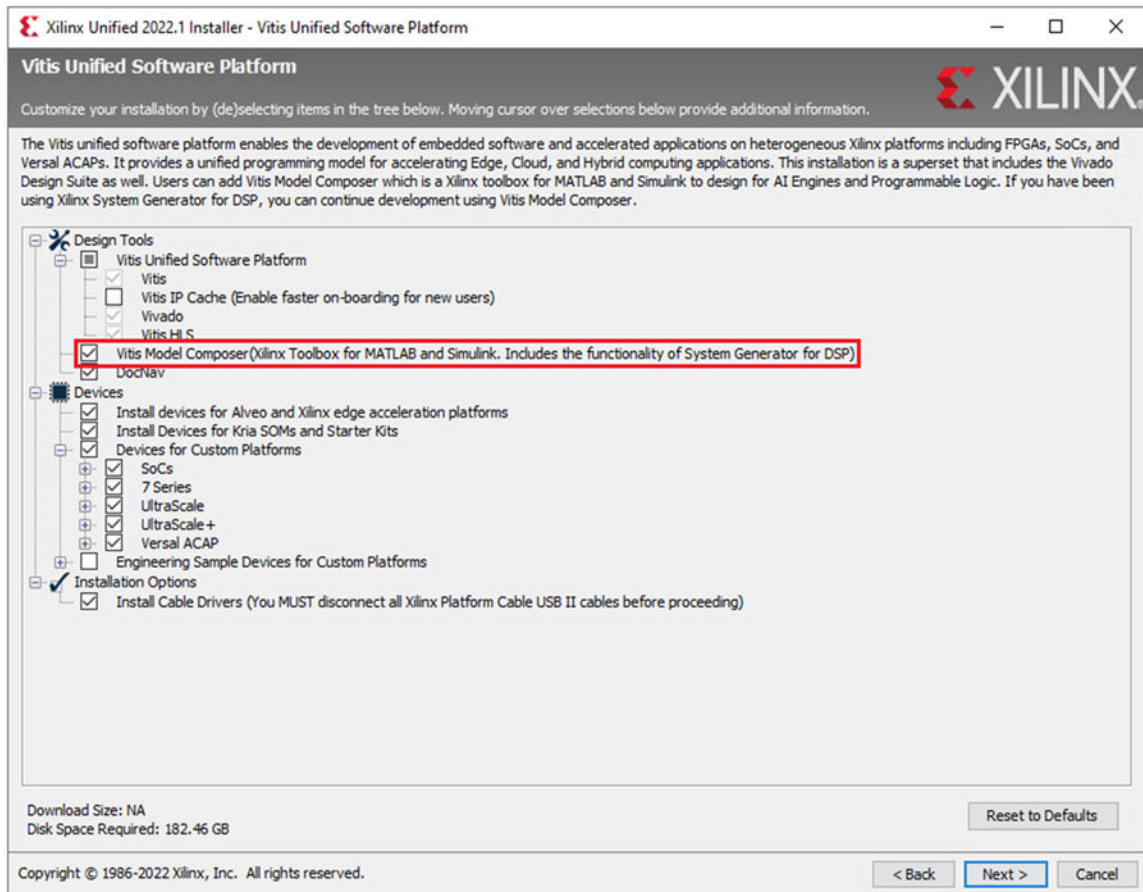 Xilinx Unified 2022.1 Installer - Vitis Unified Software Platform
Vitis Unified Software Platform
Customize your installation by (de)selecting items in the tree below. Moving cursor over selections below provide additional information.
XILINX
The Vitis unified software platform enables the development of embedded software and accelerated applications on heterogeneous Xilinx platforms including FPGAs, SoCs, and
Versal ACAPs. It provides a unified programming model for accelerating Edge, Cloud, and Hybrid computing applications. This installation is a superset that includes the Vivado
Design Suite as well. Users can add Vitis Model Composer which is a Xilinx toolbox for MATLAB and Simulink to design for AI Engines and Programmable Logic. If you have been
using Xilinx System Generator for DSP, you can continue development using Vitis Model Composer.
Design Tools
Vitis Unified Software Platform
Vitis
Vitis IP Cache (Enable faster on-boarding for new users)
Vivado
Vitis HLS
Vitis Model Composer(Xilinx Toolbox for MATLAB and Simulink. Includes the functionality of System Generator for DSP)
DocNav
Devices
Install devices for Alveo and Xilinx edge acceleration platforms
Install Devices for Kria SOMs and Starter Kits
Devices for Custom Platforms
SoCs
7 Series
UltraScale
UltraScale+
Versal ACAP
Engineering Sample Devices for Custom Platforms
Installation Options
Install Cable Drivers (You MUST disconnect all Xilinx Platform Cable USB II cables before proceeding)
Download Size: NA
Disk Space Required: 182.46 GB
Reset to Defaults
Copyright © 1986-2022 Xilinx, Inc. All rights reserved.
< Back
Next >
Cancel